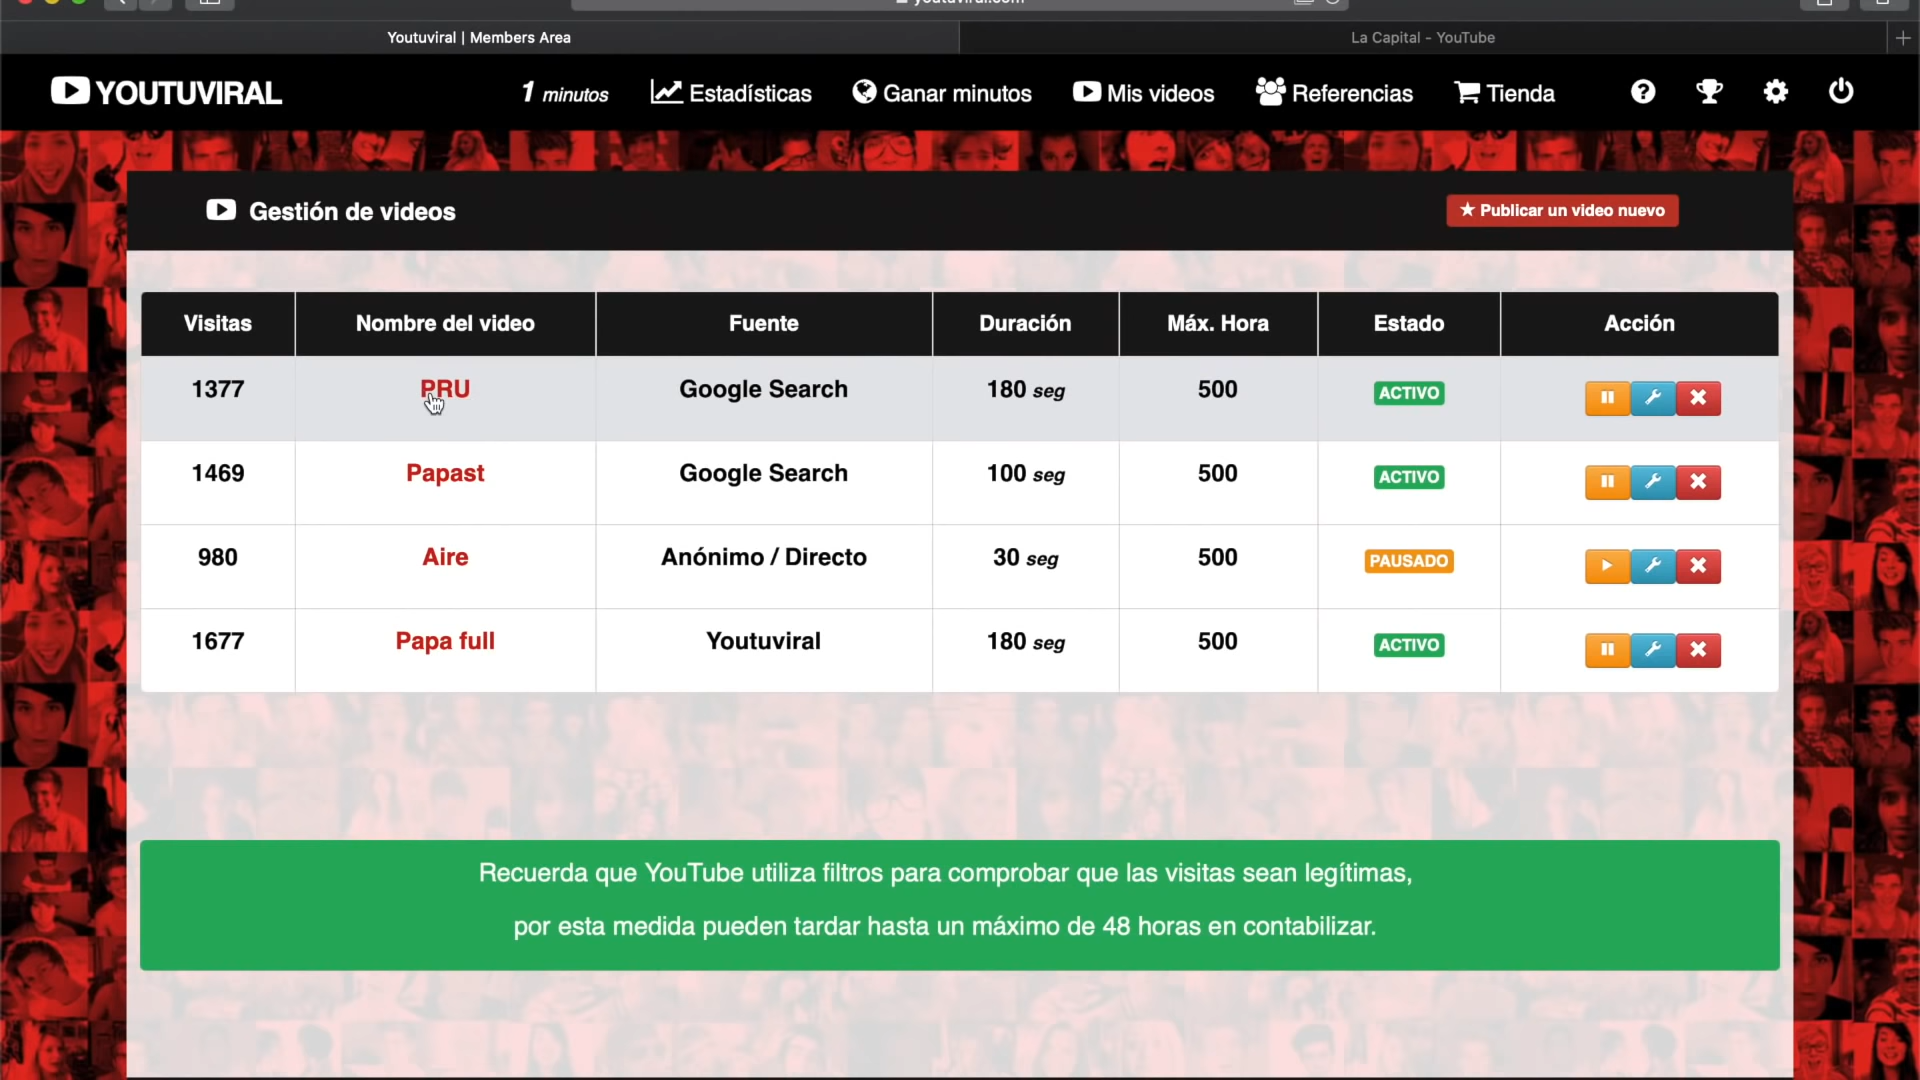 youtuviral.com
Youtuviral | Members Area
La Capital - YouTube
YOUTUVIRAL
1 minutos
Estadísticas
Ganar minutos
Mis videos
Referencias
Tienda
Gestión de videos
★ Publicar un video nuevo
Visitas Nombre del video Fuente Duración Máx. Hora Estado Acción
1377 PRU Google Search 180 seg 500 ACTIVO
1469 Papast Google Search 100 seg 500 ACTIVO
980 Aire Anónimo / Directo 30 seg 500 PAUSADO
1677 Papa full Youtuviral 180 seg 500 ACTIVO
Recuerda que YouTube utiliza filtros para comprobar que las visitas sean legítimas,
por esta medida pueden tardar hasta un máximo de 48 horas en contabilizar.